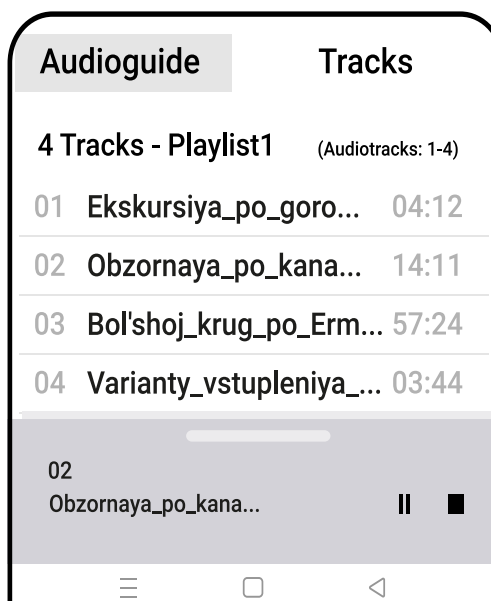 Audioguide Tracks
4 Tracks - Playlist1 (Audiotracks: 1-4)
01 Ekskursiya_po_goro... 04:12
02 Obzornaya_po_kana... 14:11
03 Bol'shoj_krug_po_Erm... 57:24
04 Varianty_vstupleniya_... 03:44
02
Obzornaya_po_kana...